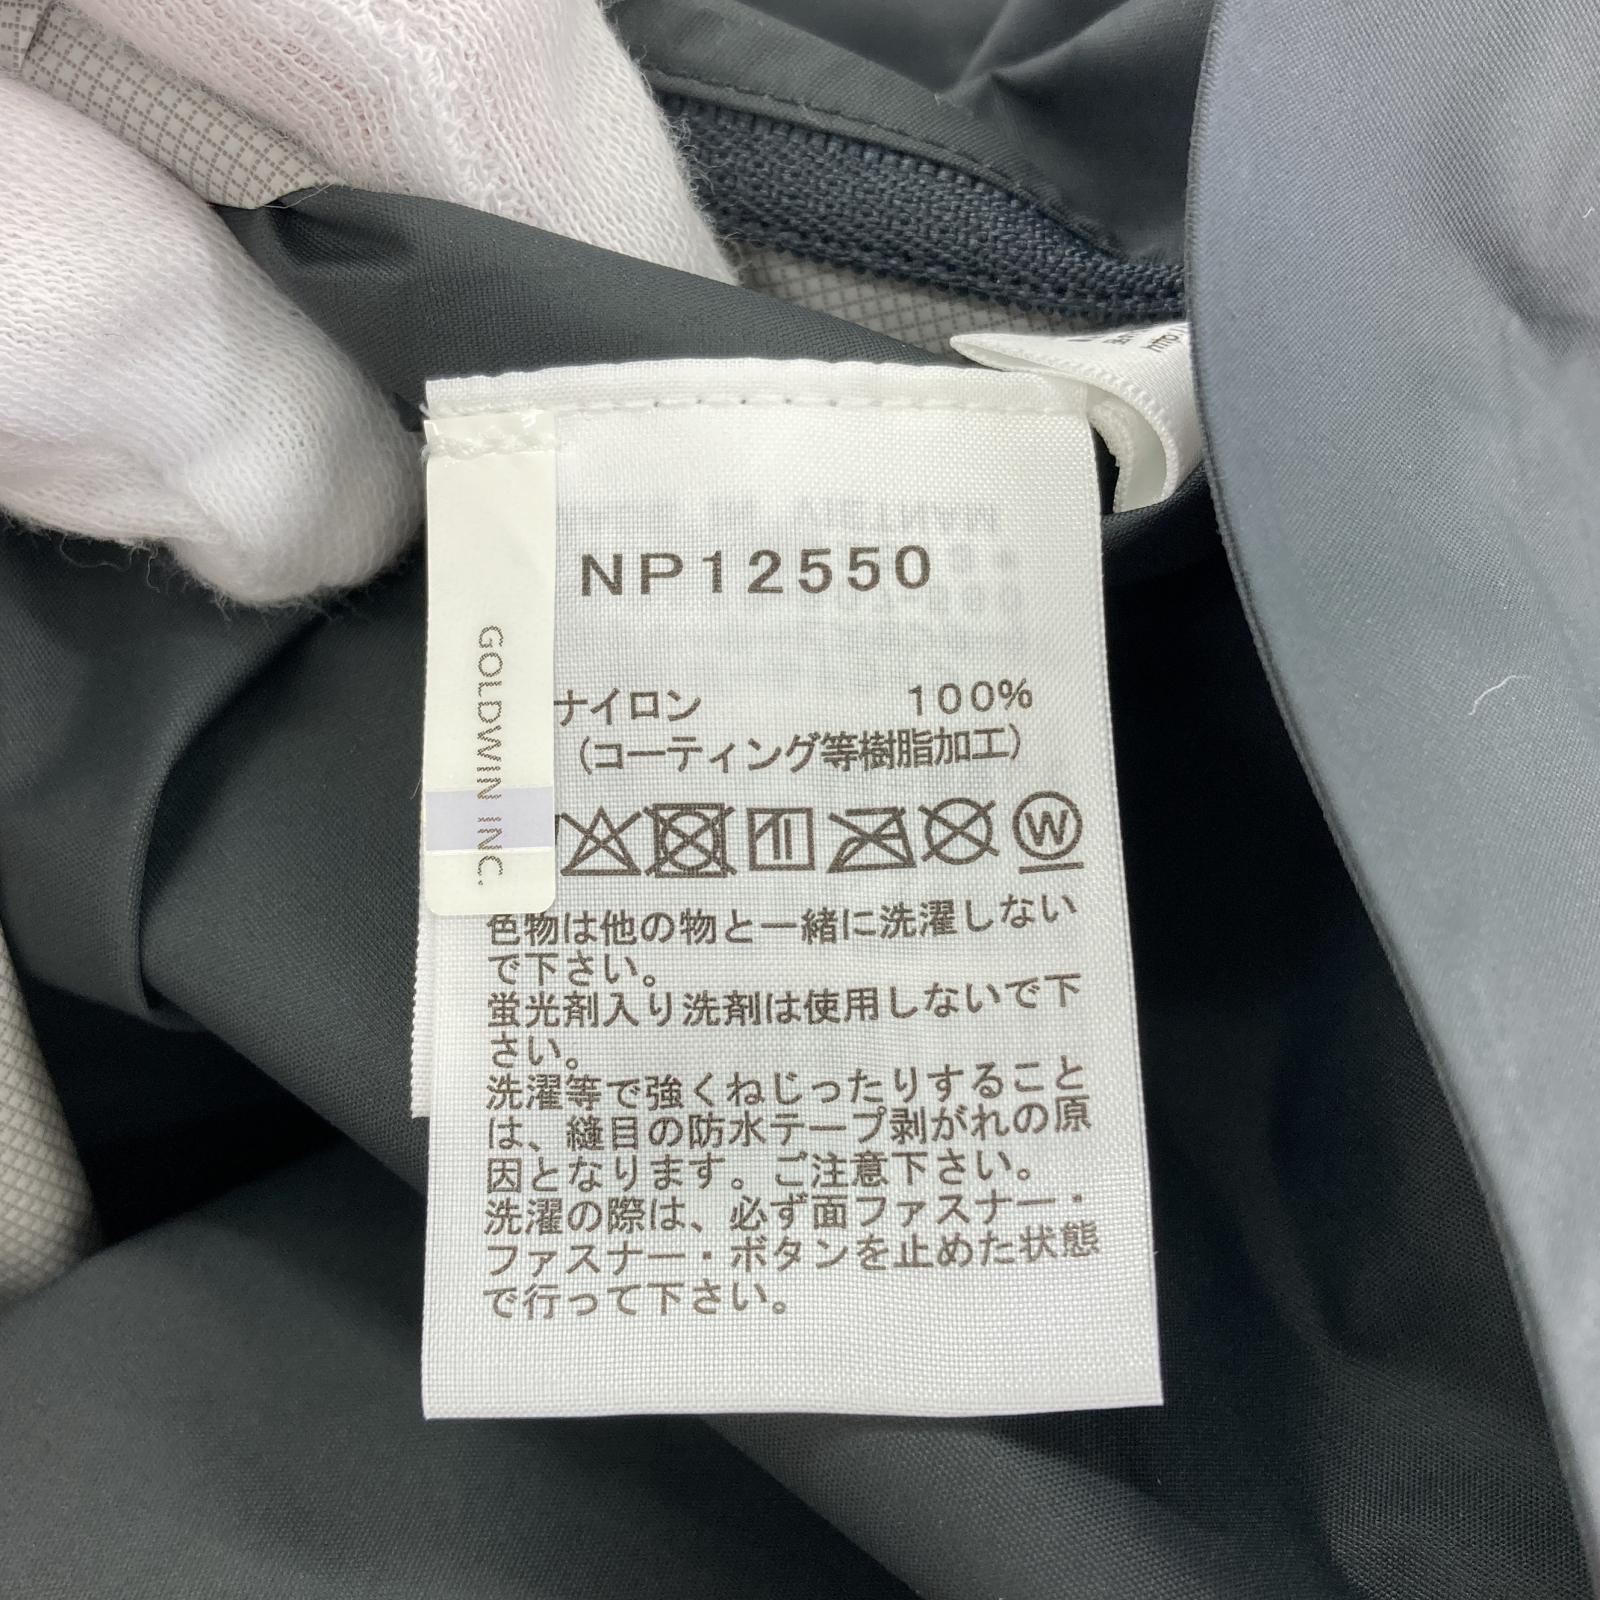 NP12550
GOLDWIN INC.
ナイロン 100%
(コーティング等樹脂加工)
W
色物は他の物と一緒に洗濯しない
で下さい。
蛍光剤入り洗剤は使用しないで下
さい。
洗濯等で強くねじったりすること
は、縫目の防水テープ剥がれの原
因となります。ご注意下さい。
洗濯の際は、必ず面ファスナー・
ファスナー・ボタンを止めた状態
で行って下さい。